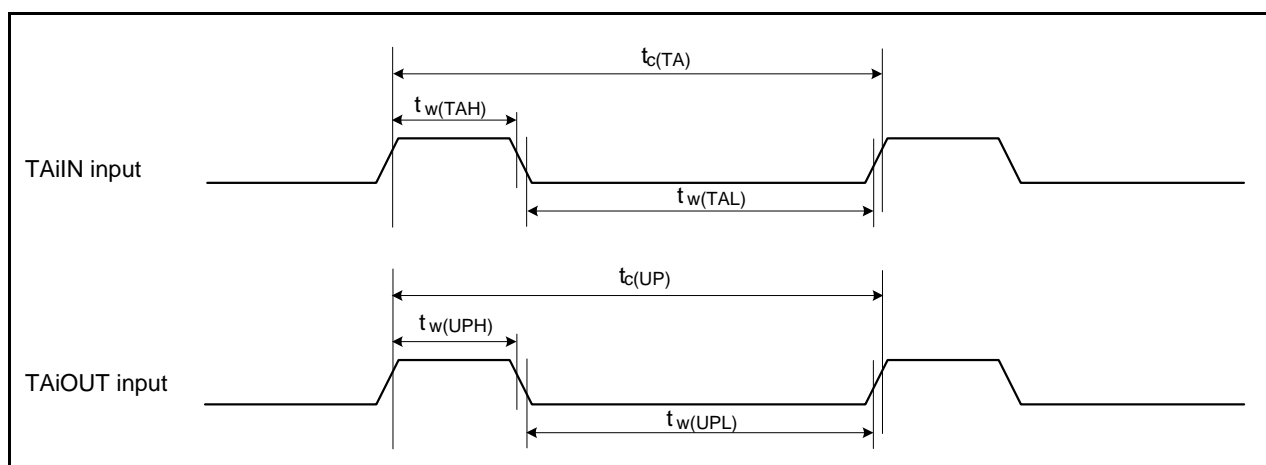 tc(TA)
tw(TAH)
TAiIN input
tw(TAL)
tc(UP)
tw(UPH)
TAiOUT input
tw(UPL)